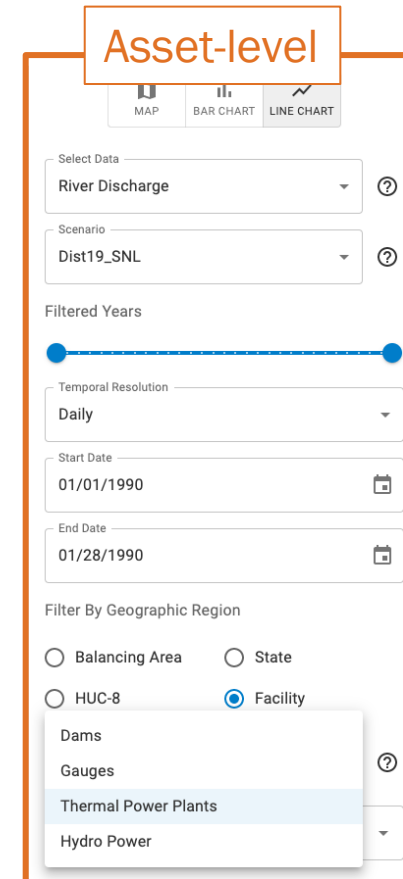 Asset-level
MAP BAR CHART LINE CHART
Select Data
River Discharge
Scenario
Dist19_SNL
Filtered Years
Temporal Resolution
Daily
Start Date
01/01/1990
End Date
01/28/1990
Filter By Geographic Region
Balancing Area State
HUC-8 Facility
Dams
Gauges
Thermal Power Plants
Hydro Power